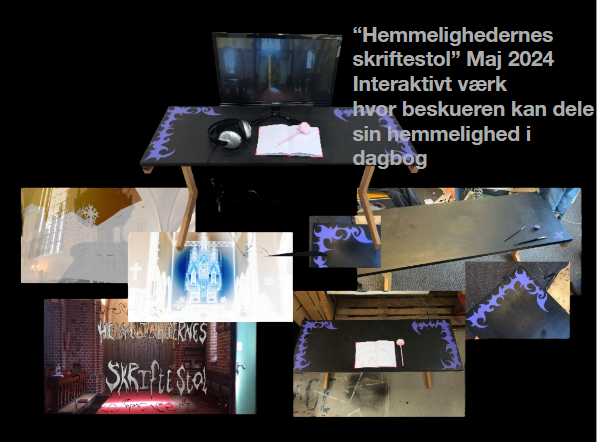 “Hemmelighedernes
skriftestol” Maj 2024
Interaktivt værk
hvor beskueren kan dele
sin hemmelighed i
dagbog
HEMMELIGHEDERNES
SKRIFTESTOL